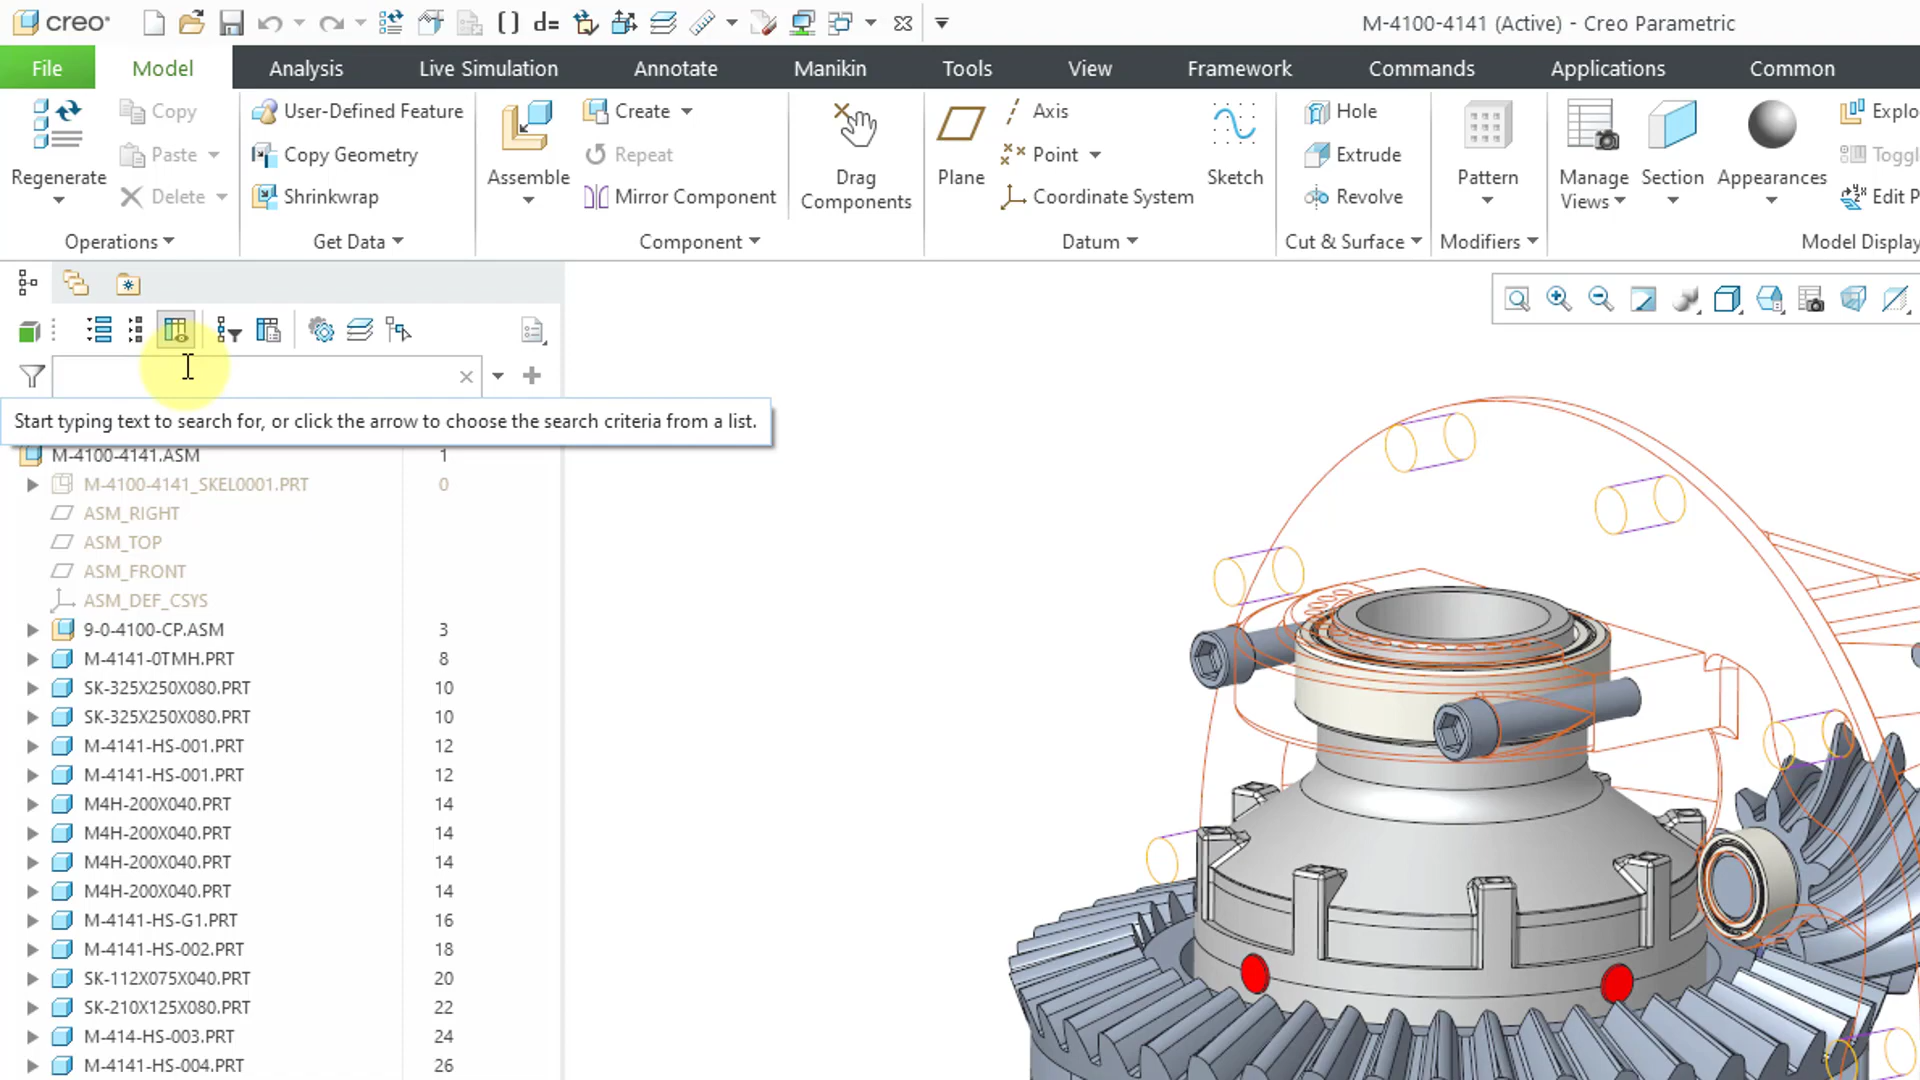 creo
d=
M-4100-4141 (Active) - Creo Parametric
File Model Analysis Live Simulation Annotate Manikin Tools View Framework Commands Applications Common
Regenerate
Copy
Paste
Delete
Operations
User-Defined Feature
Copy Geometry
Shrinkwrap
Get Data
Assemble
Create
Repeat
Mirror Component
Component
Drag
Components
Plane
Axis
Point
Coordinate System
Sketch
Datum
Hole
Extrude
Revolve
Cut & Surface
Pattern
Modifiers
Manage
Views
Section
Appearances
Explo
Toggl
Edit P
Model Display
Start typing text to search for, or click the arrow to choose the search criteria from a list.
M-4100-4141.ASM 1
M-4100-4141_SKEL0001.PRT 0
ASM_RIGHT
ASM_TOP
ASM_FRONT
ASM_DEF_CSYS
9-0-4100-CP.ASM 3
M-4141-0TMH.PRT 8
SK-325X250X080.PRT 10
SK-325X250X080.PRT 10
M-4141-HS-001.PRT 12
M-4141-HS-001.PRT 12
M4H-200X040.PRT 14
M4H-200X040.PRT 14
M4H-200X040.PRT 14
M4H-200X040.PRT 14
M-4141-HS-G1.PRT 16
M-4141-HS-002.PRT 18
SK-112X075X040.PRT 20
SK-210X125X080.PRT 22
M-414-HS-003.PRT 24
M-4141-HS-004.PRT 26